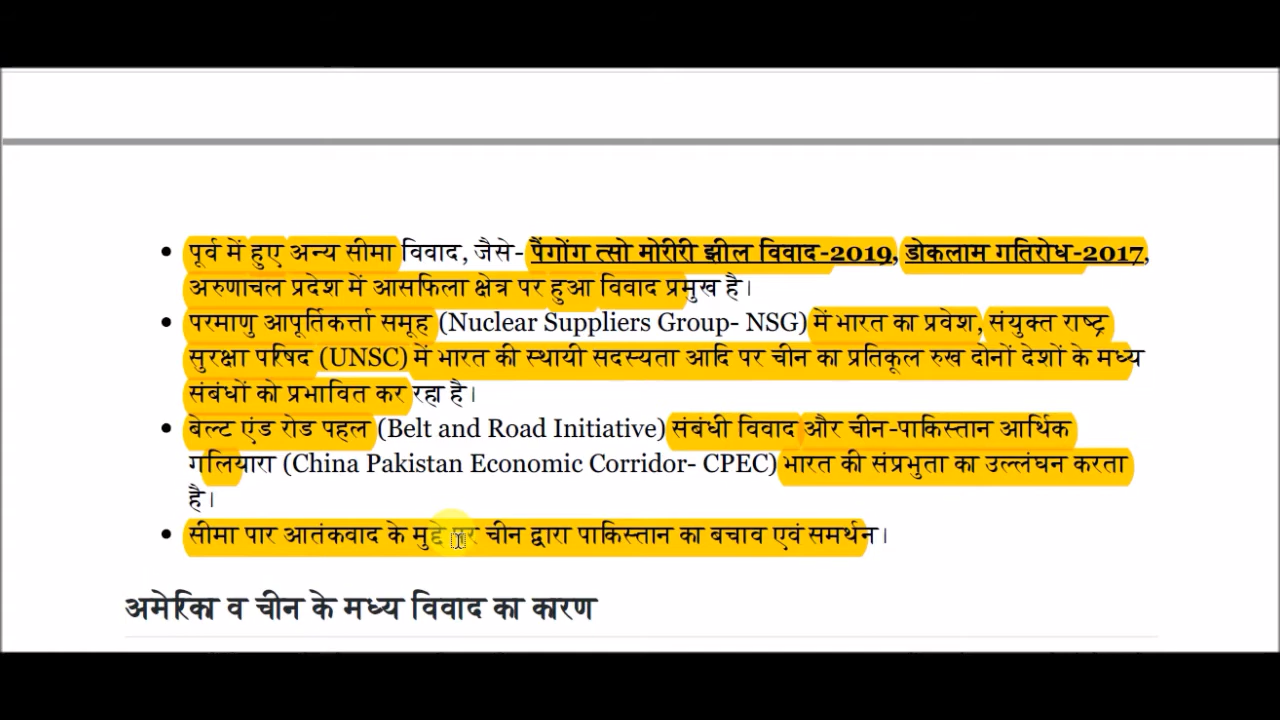 पूर्व में हुए अन्य सीमा विवाद, जैसे- पैंगोंग त्सो मोरीरी झील विवाद-2019, डोकलाम गतिरोध-2017,
अरुणाचल प्रदेश में आसफिला क्षेत्र पर हुआ विवाद प्रमुख है।
परमाणु आपूर्तिकर्त्ता समूह (Nuclear Suppliers Group- NSG) में भारत का प्रवेश, संयुक्त राष्ट्र
सुरक्षा परिषद (UNSC) में भारत की स्थायी सदस्यता आदि पर चीन का प्रतिकूल रुख दोनों देशों के मध्य
संबंधों को प्रभावित कर रहा है।
बेल्ट एंड रोड पहल (Belt and Road Initiative) संबंधी विवाद और चीन-पाकिस्तान आर्थिक
गलियारा (China Pakistan Economic Corridor- CPEC) भारत की संप्रभुता का उल्लंघन करता
है।
सीमा पार आतंकवाद के मुद्दे पर चीन द्वारा पाकिस्तान का बचाव एवं समर्थन।
अमेरिका व चीन के मध्य विवाद का कारण